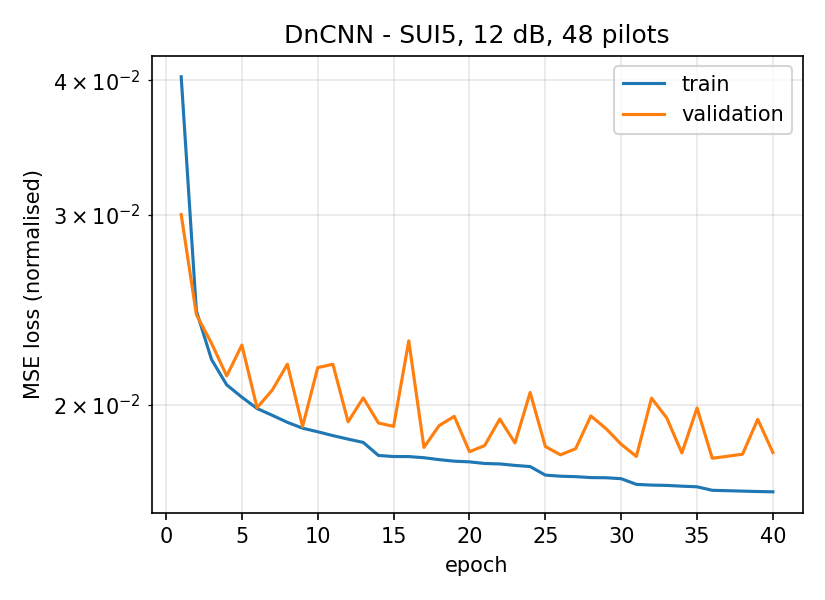 DnCNN - SUI5, 12 dB, 48 pilots
train
validation
MSE loss (normalised)
4 × 10⁻²
3 × 10⁻²
2 × 10⁻²
0 5 10 15 20 25 30 35 40
epoch